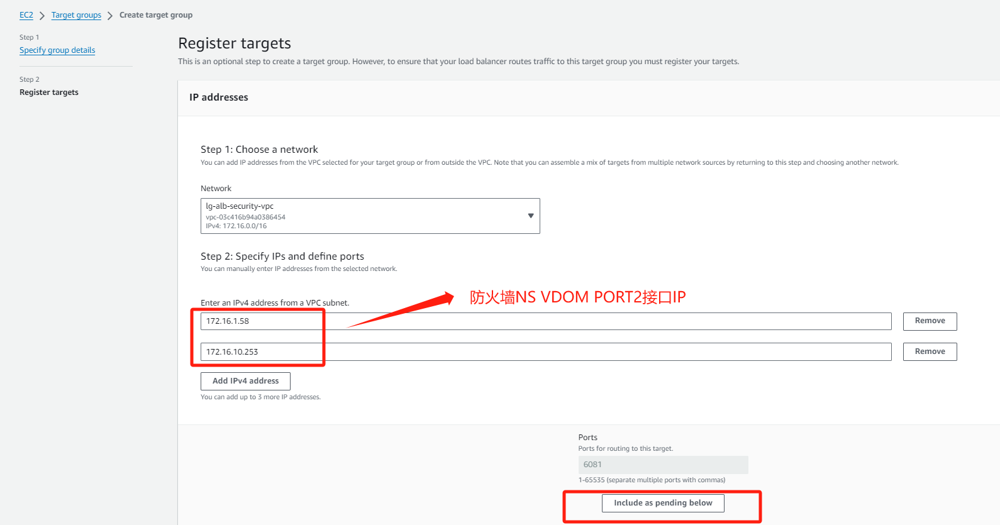 EC2 > Target groups > Create target group
Step 1
Specify group details
Step 2
Register targets
Register targets
This is an optional step to create a target group. However, to ensure that your load balancer routes traffic to this target group you must register your targets.
IP addresses
Step 1: Choose a network
You can add IP addresses from the VPC selected for your target group or from outside the VPC. Note that you can assemble a mix of targets from multiple network sources by returning to this step and choosing another network.
Network
lg-alb-security-vpc
vpc-03c416b94a0386454
IPv4: 172.16.0.0/16
Step 2: Specify IPs and define ports
You can manually enter IP addresses from the selected network.
防火墙NS VDOM PORT2接口IP
Enter an IPv4 address from a VPC subnet.
172.16.1.58
Remove
172.16.10.253
Remove
Add IPv4 address
You can add up to 3 more IP addresses.
Ports
Ports for routing to this target.
6081
1-65535 (separate multiple ports with commas)
Include as pending below